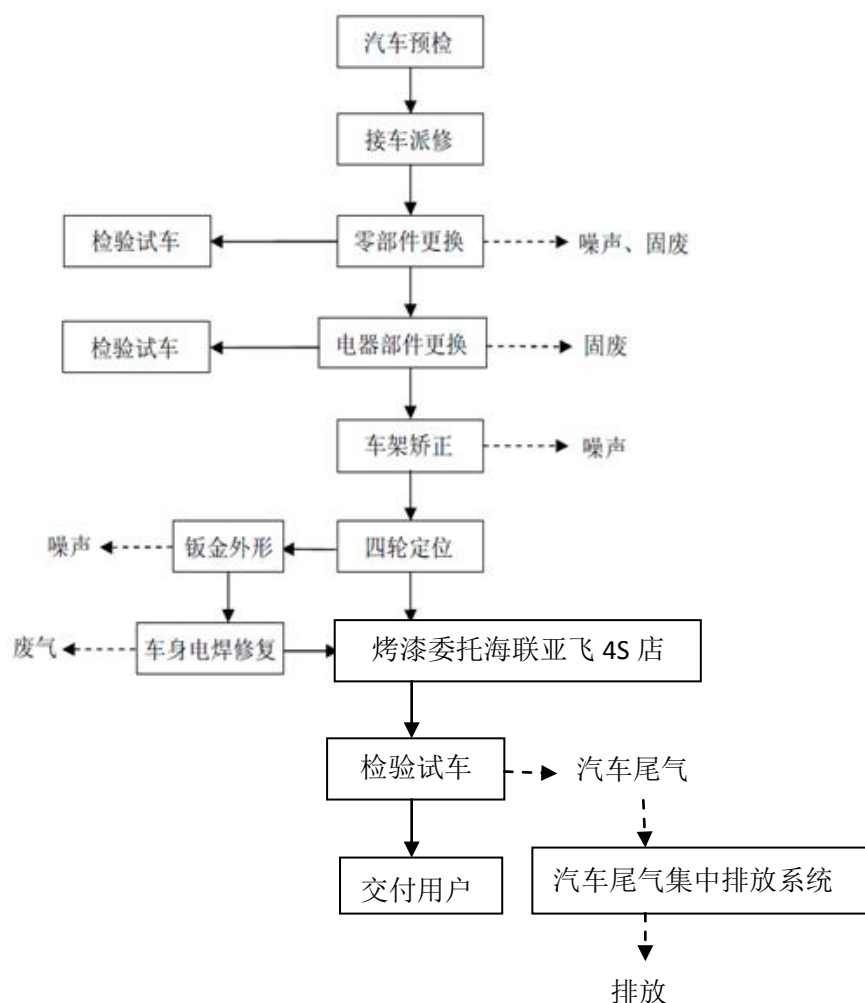 汽车预检
接车派修
检验试车
零部件更换
噪声、固废
检验试车
电器部件更换
固废
车架矫正
噪声
噪声
钣金外形
四轮定位
废气
车身电焊修复
烤漆委托海联亚飞 4S 店
检验试车
汽车尾气
交付用户
汽车尾气集中排放系统
排放